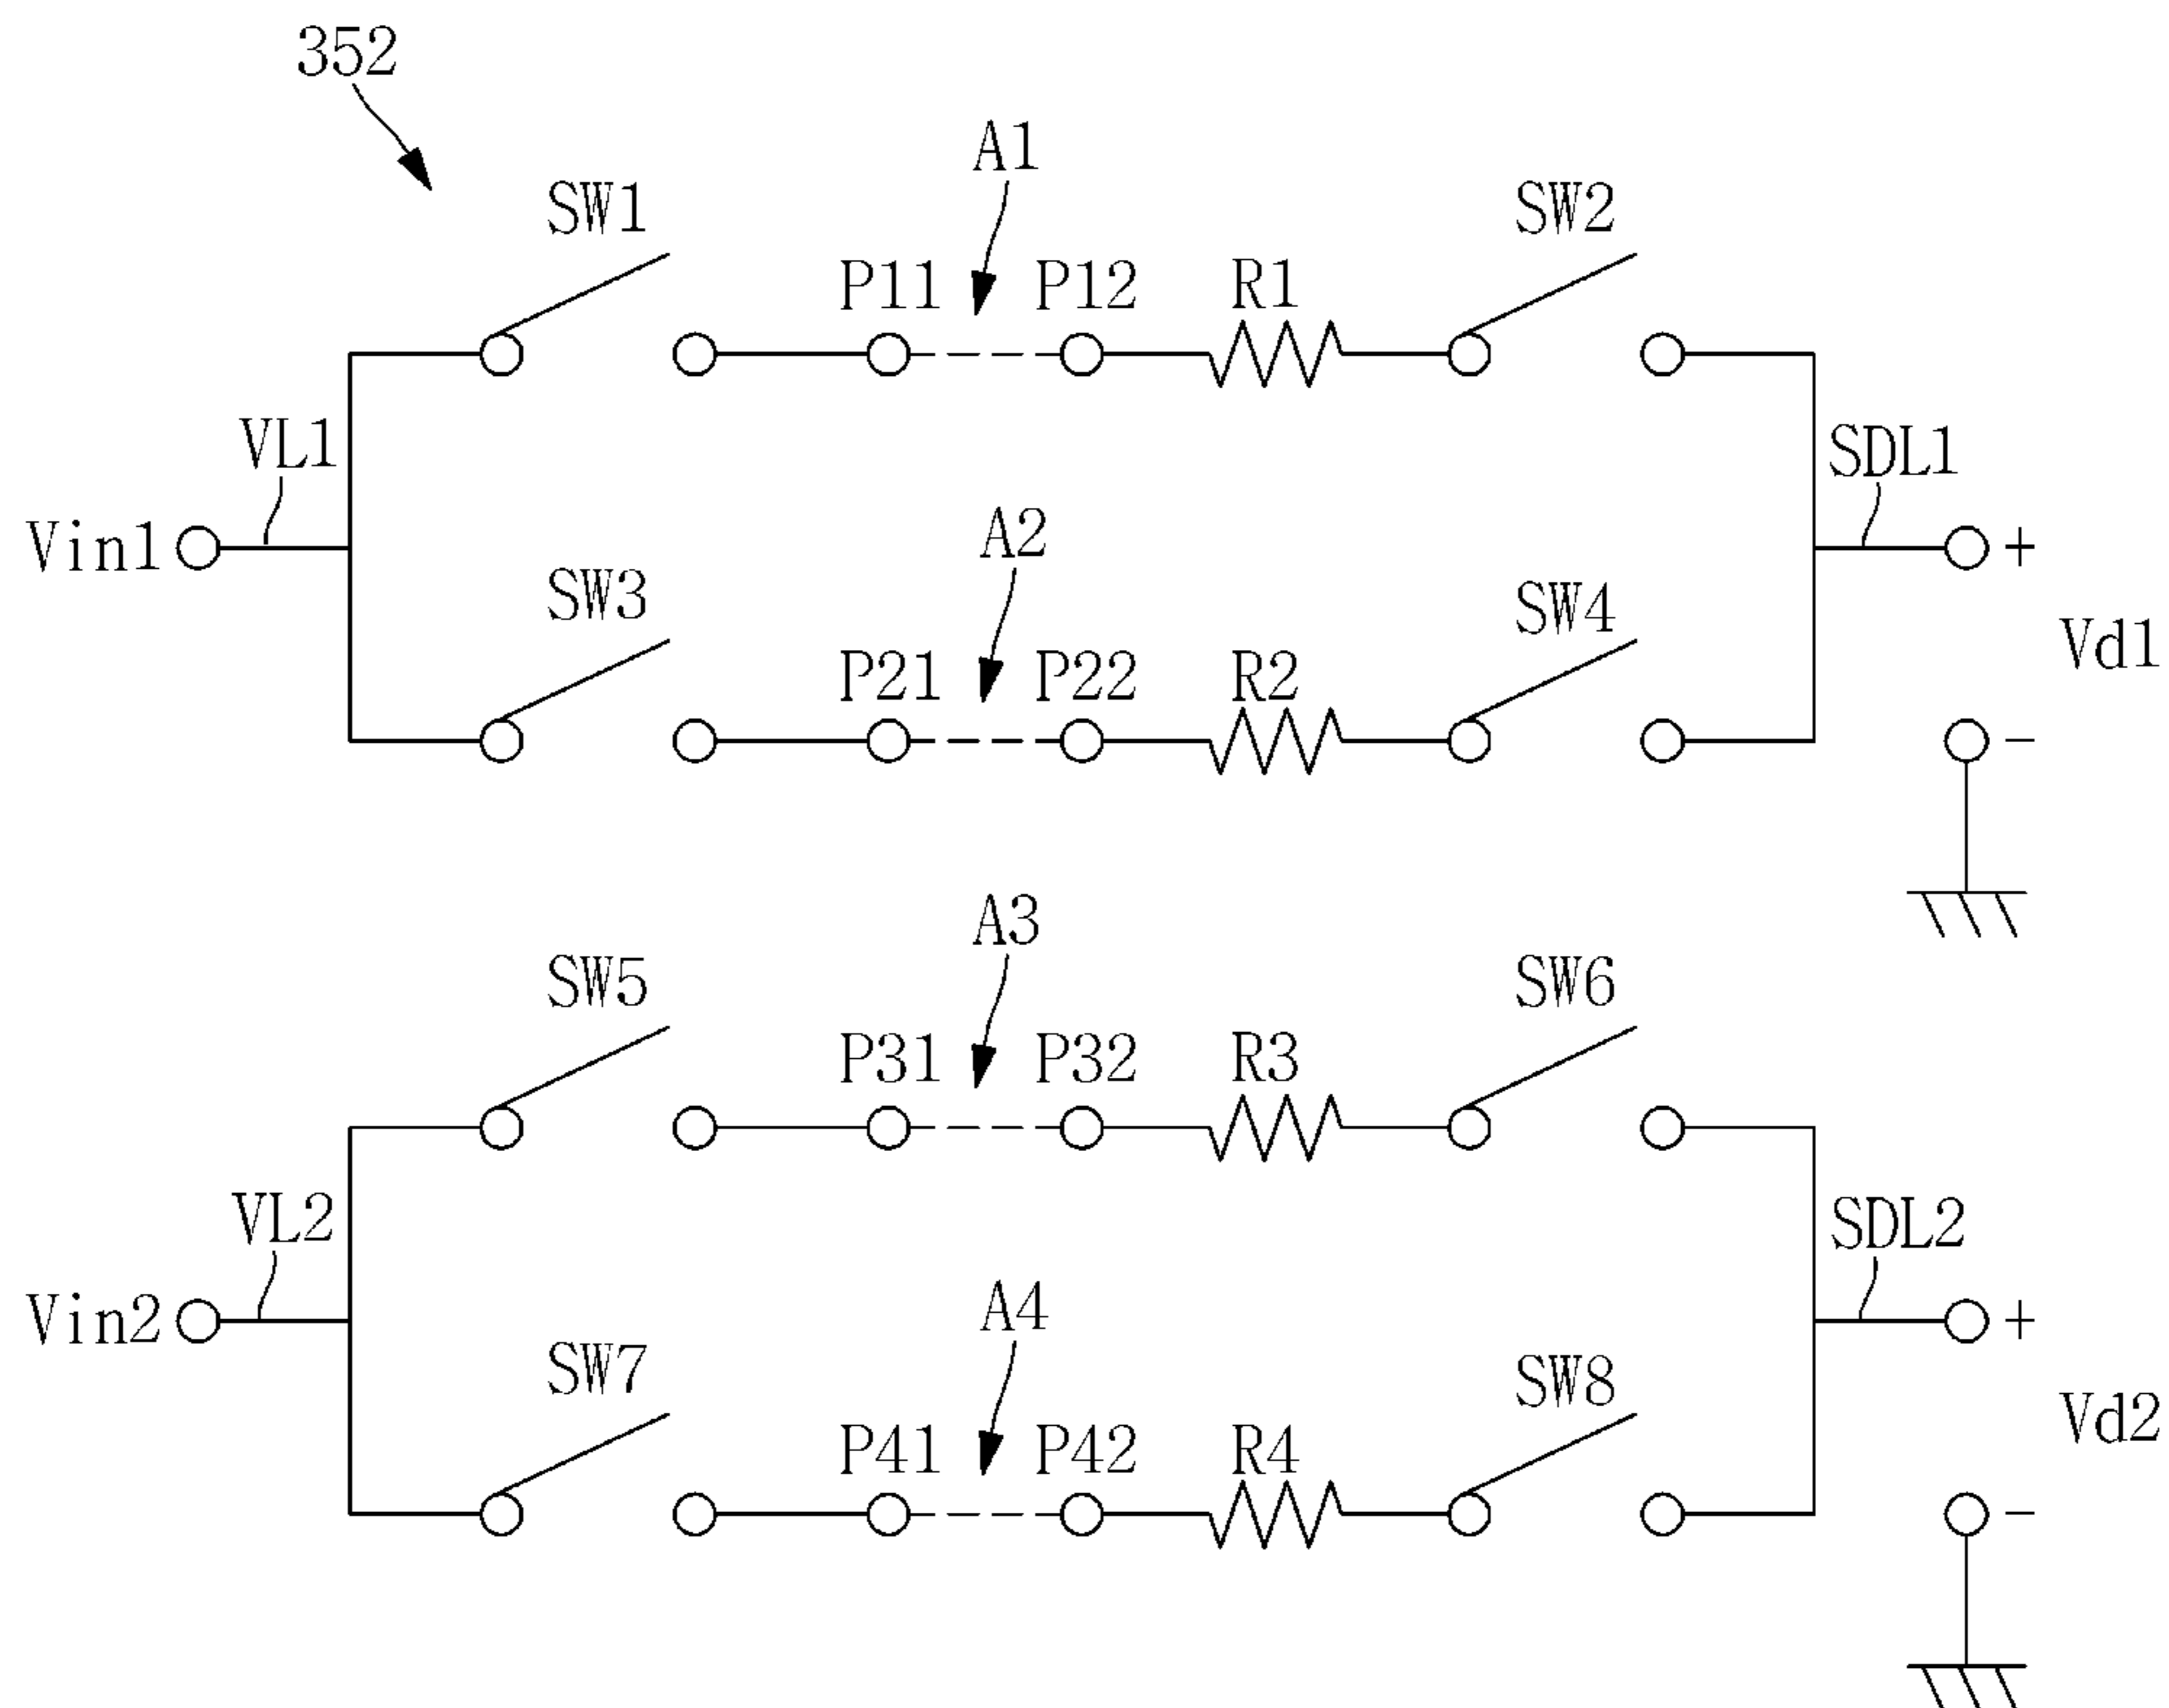 352
A1
SW1
SW2
P11
P12
R1
VL1
SDL1
Vin1
+
A2
SW3
SW4
Vd1
P21
P22
R2
−
A3
SW5
SW6
P31
P32
R3
VL2
SDL2
Vin2
+
A4
SW7
SW8
Vd2
P41
P42
R4
−